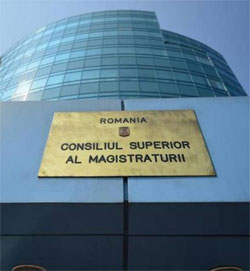 ROMANIA
CONSILIUL SUPERIOR
AL MAGISTRATURII